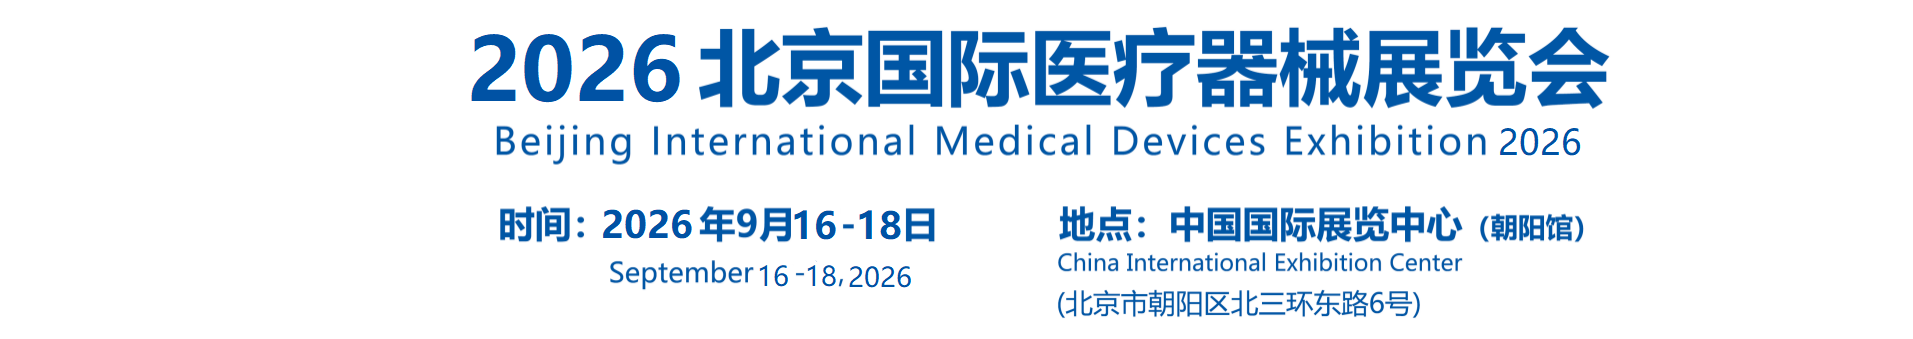 2026 北京国际医疗器械展览会
Beijing International Medical Devices Exhibition 2026
时间：2026 年9月16-18日
September 16 -18, 2026
地点：中国国际展览中心（朝阳馆）
China International Exhibition Center
(北京市朝阳区北三环东路6号)